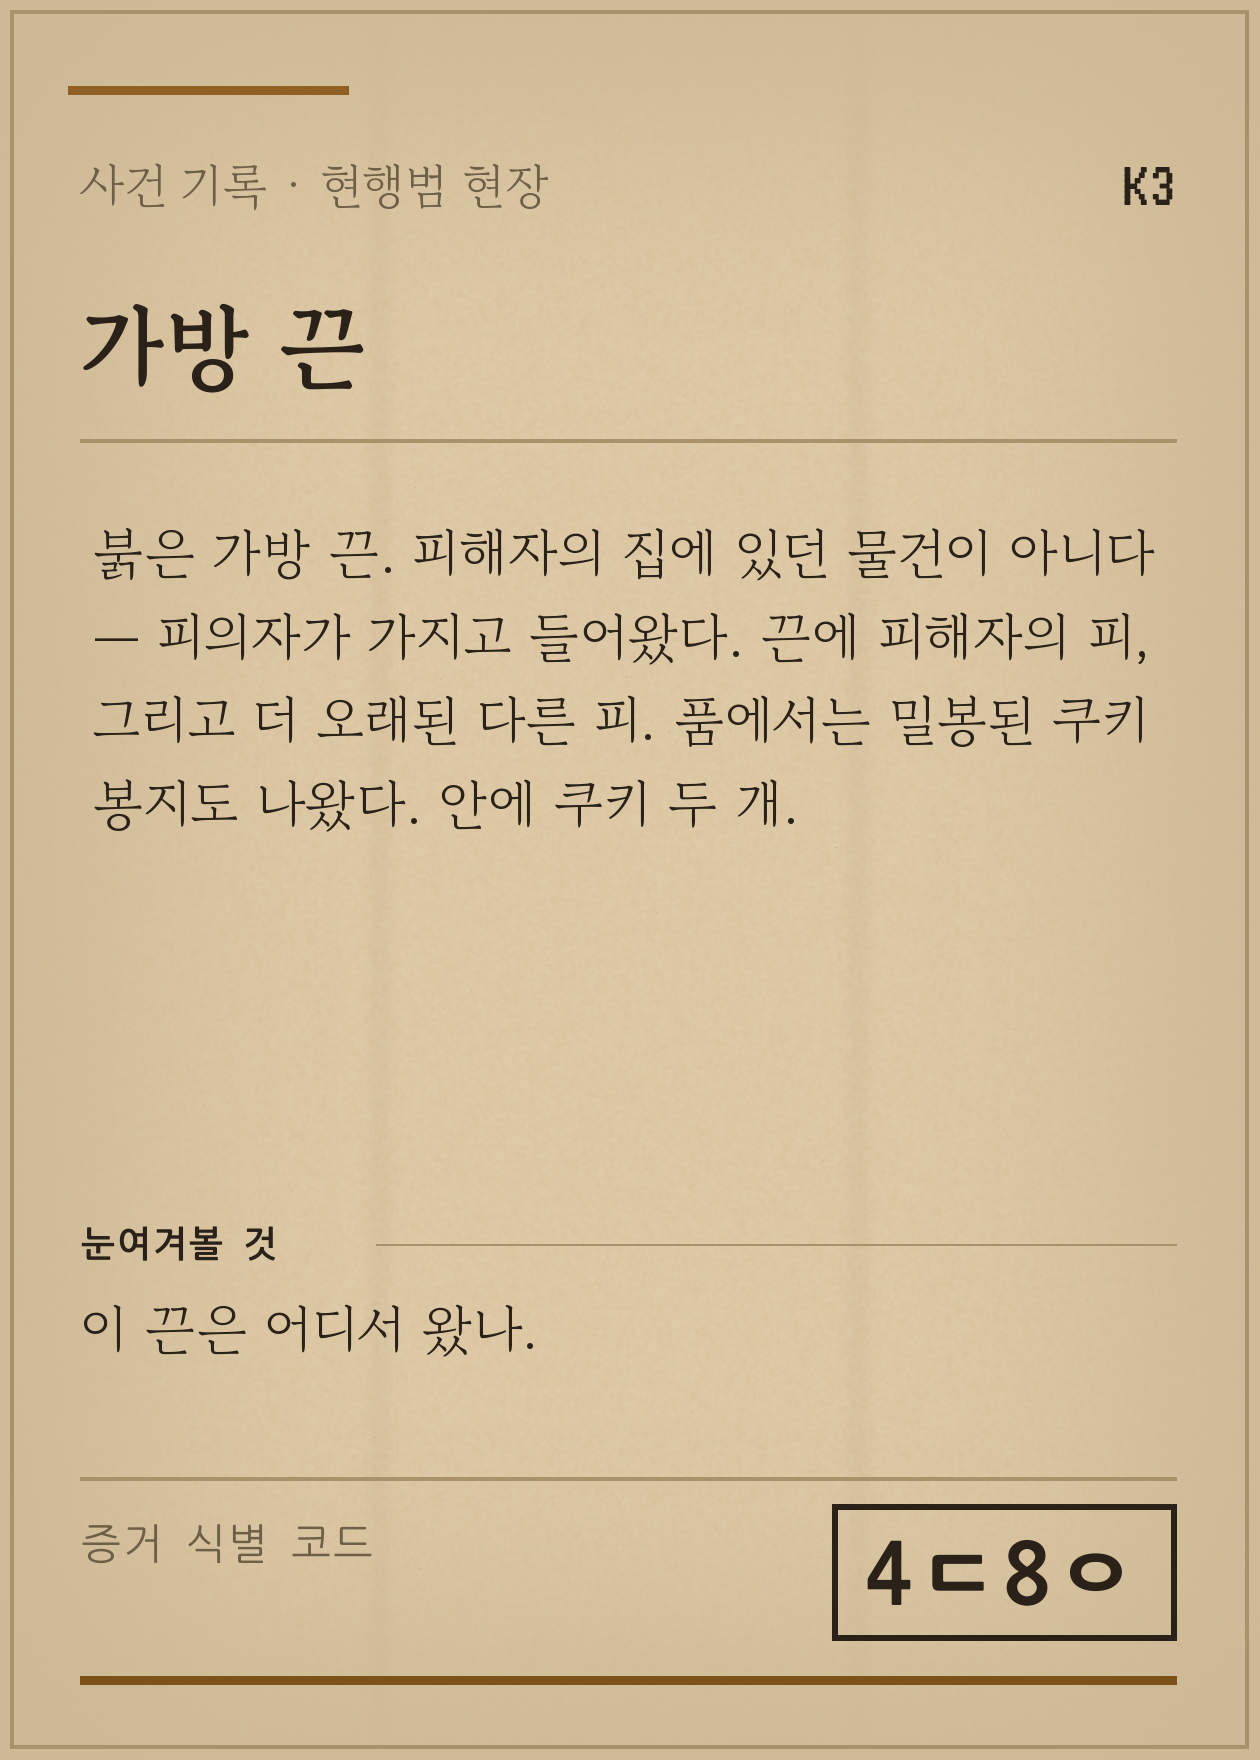 사건 기록 · 현행범 현장
K3
가방 끈
붉은 가방 끈. 피해자의 집에 있던 물건이 아니다
— 피의자가 가지고 들어왔다. 끈에 피해자의 피,
그리고 더 오래된 다른 피. 품에서는 밀봉된 쿠키
봉지도 나왔다. 안에 쿠키 두 개.
눈여겨볼 것
이 끈은 어디서 왔나.
증거 식별 코드
4ㄷ8ㅇ